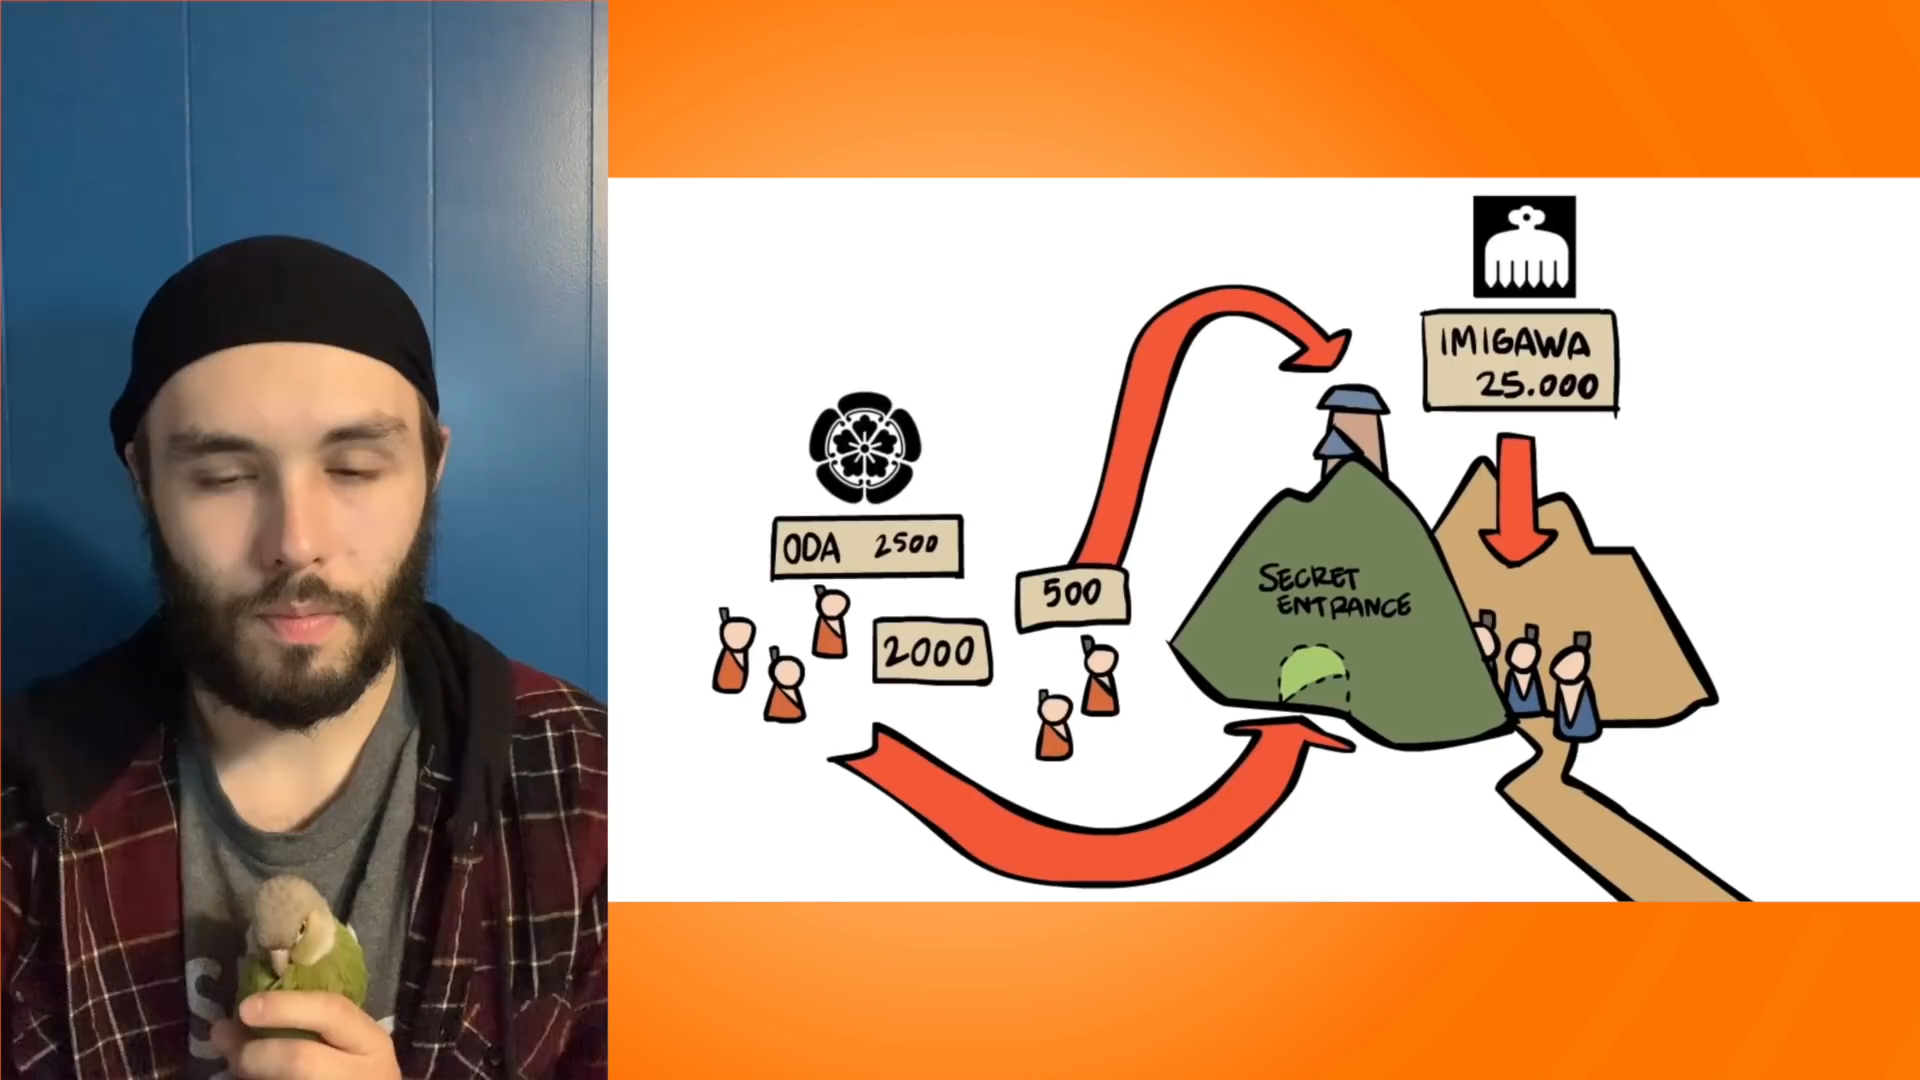 IMIGAWA
25.000
ODA 2500
500
2000
SECRET
ENTRANCE
S